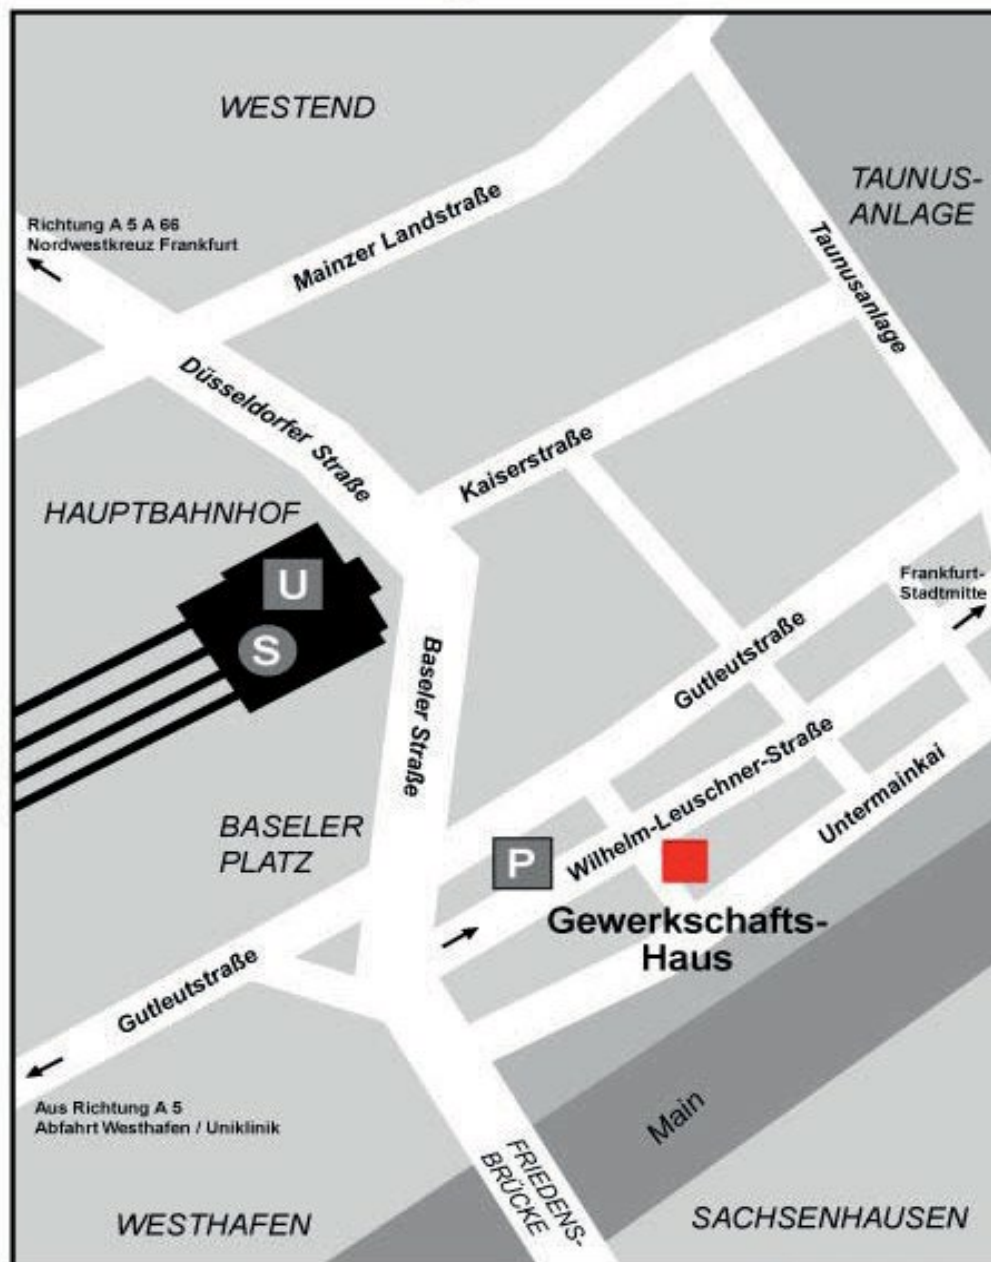 WESTEND
TAUNUS-
ANLAGE
Richtung A 5 A 66
Nordwestkreuz Frankfurt
Mainzer Landstraße
Taunusanlage
Düsseldorfer Straße
Kaiserstraße
HAUPTBAHNHOF
U
S
Frankfurt-
Stadtmitte
Baseler Straße
Gutleutstraße
Wilhelm-Leuschner-Straße
Untermainkai
BASELER
PLATZ
P
Gewerkschafts-
Haus
Gutleutstraße
Aus Richtung A 5
Abfahrt Westhafen / Uniklinik
Main
FRIEDENS-
BRÜCKE
WESTHAFEN
SACHSENHAUSEN